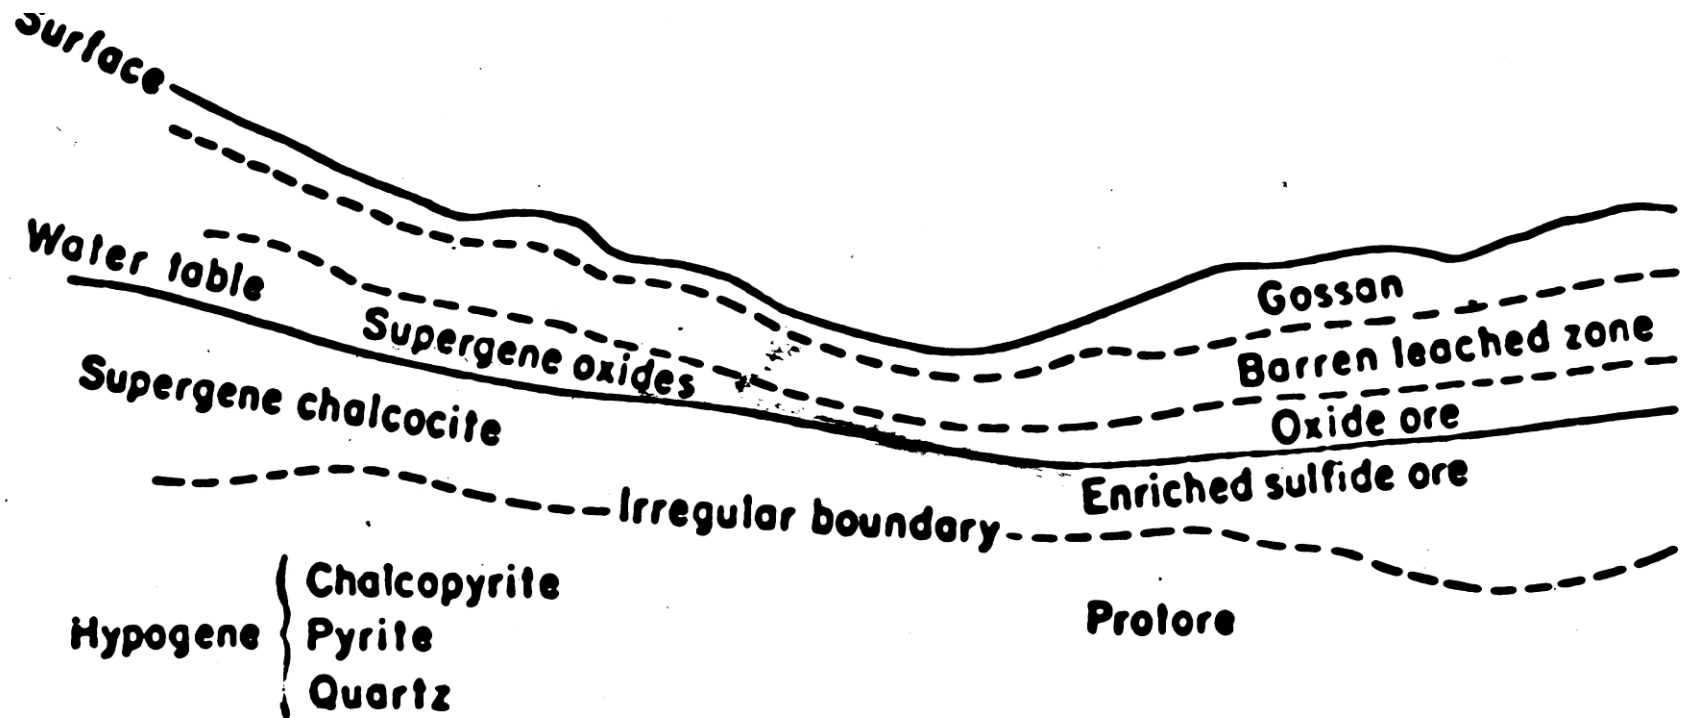 Surface
Water table
Supergene oxides
Supergene chalcocite
Gossan
Barren leached zone
Oxide ore
Enriched sulfide ore
Irregular boundary
Hypogene
Chalcopyrite
Pyrite
Quartz
Protore